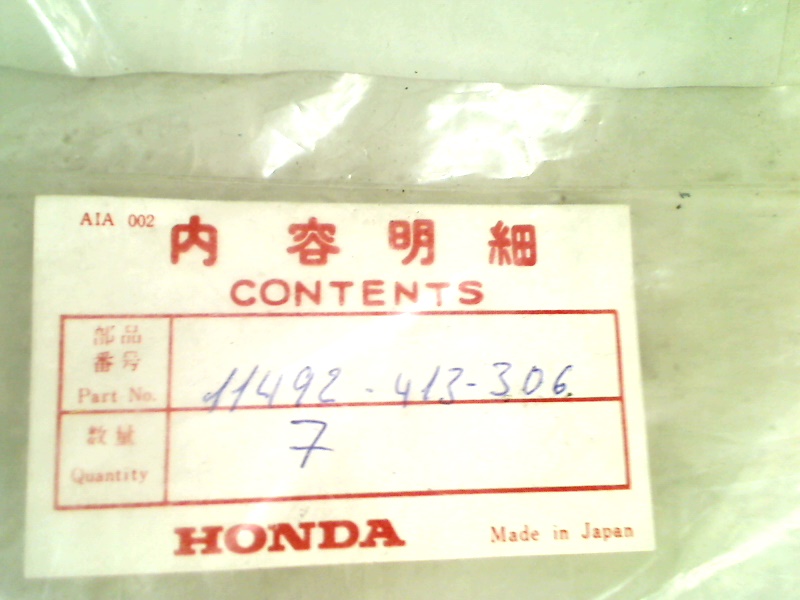 AIA 002
内容明細
CONTENTS
部品
番号
Part No.
11492-413-306
数量
Quantity
7
HONDA
Made in Japan